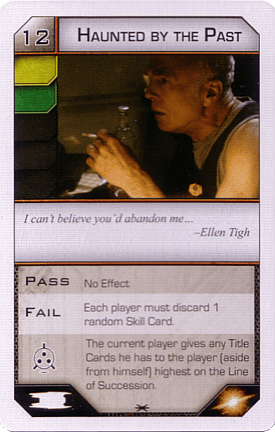 12 HAUNTED BY THE PAST
I can't believe you'd abandon me...
–Ellen Tigh
PASS No Effect
FAIL Each player must discard 1
random Skill Card.
The current player gives any Title
Cards he has to the player (aside
from himself) highest on the Line
of Succession.